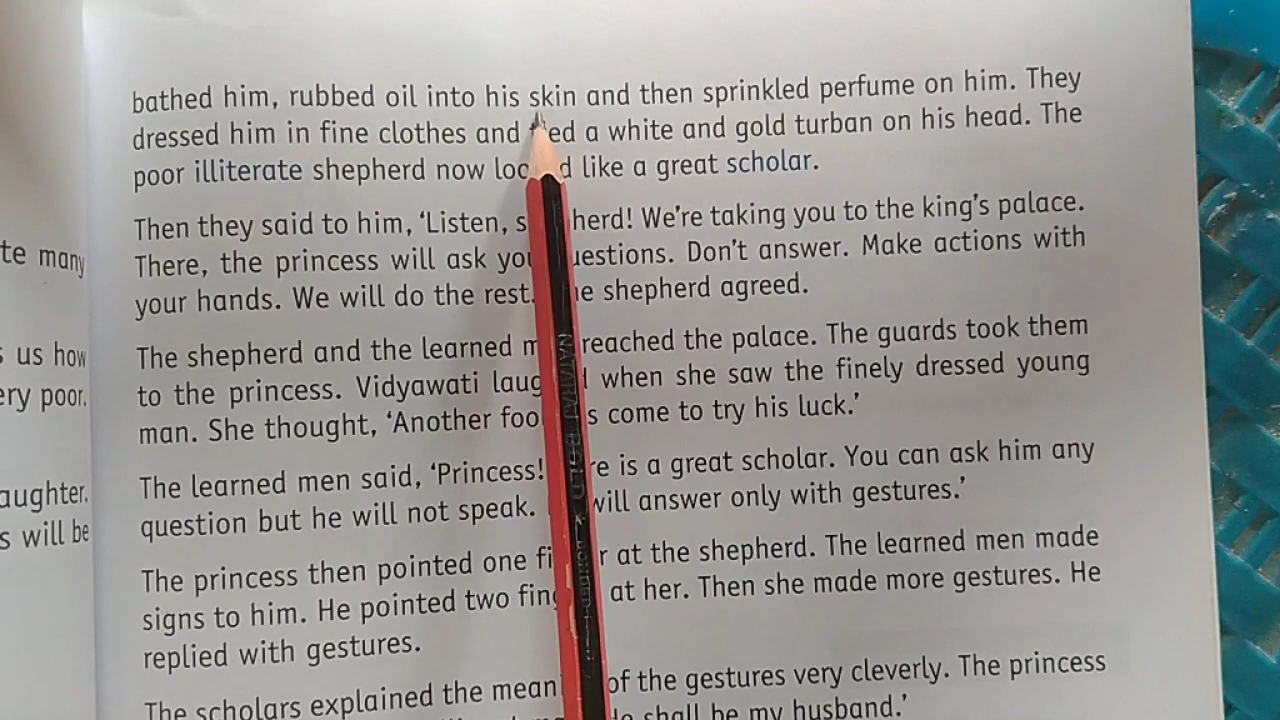 bathed him, rubbed oil into his skin and then sprinkled perfume on him. They
dressed him in fine clothes and a white and gold turban on his head. The
poor illiterate shepherd now like a great scholar.
Then they said to him, ‘Listen, We’re taking you to the king’s palace.
There, the princess will ask Don’t answer. Make actions with
your hands. We will do the rest. shepherd agreed.
The shepherd and the learned reached the palace. The guards took them
to the princess. Vidyawati when she saw the finely dressed young
man. She thought, ‘Another come to try his luck.’
The learned men said, ‘Princess! is a great scholar. You can ask him any
question but he will not speak. will answer only with gestures.’
The princess then pointed one at the shepherd. The learned men made
signs to him. He pointed two at her. Then she made more gestures. He
replied with gestures.
The scholars explained the of the gestures very cleverly. The princess
shall be my husband.’
te many
us how
ery poor.
aughter.
s will be
NATARAJ BOLD